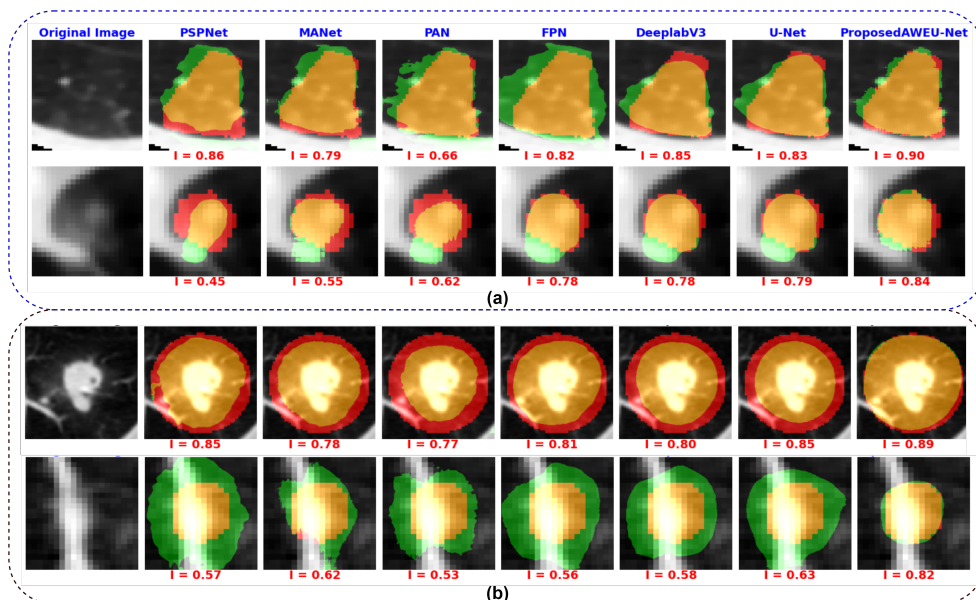 Original Image PSPNet MANet PAN FPN DeeplabV3 U-Net ProposedAWEU-Net
I = 0.86 I = 0.79 I = 0.66 I = 0.82 I = 0.85 I = 0.83 I = 0.90
I = 0.45 I = 0.55 I = 0.62 I = 0.78 I = 0.78 I = 0.79 I = 0.84
(a)
I = 0.85 I = 0.78 I = 0.77 I = 0.81 I = 0.80 I = 0.85 I = 0.89
I = 0.57 I = 0.62 I = 0.53 I = 0.56 I = 0.58 I = 0.63 I = 0.82
(b)